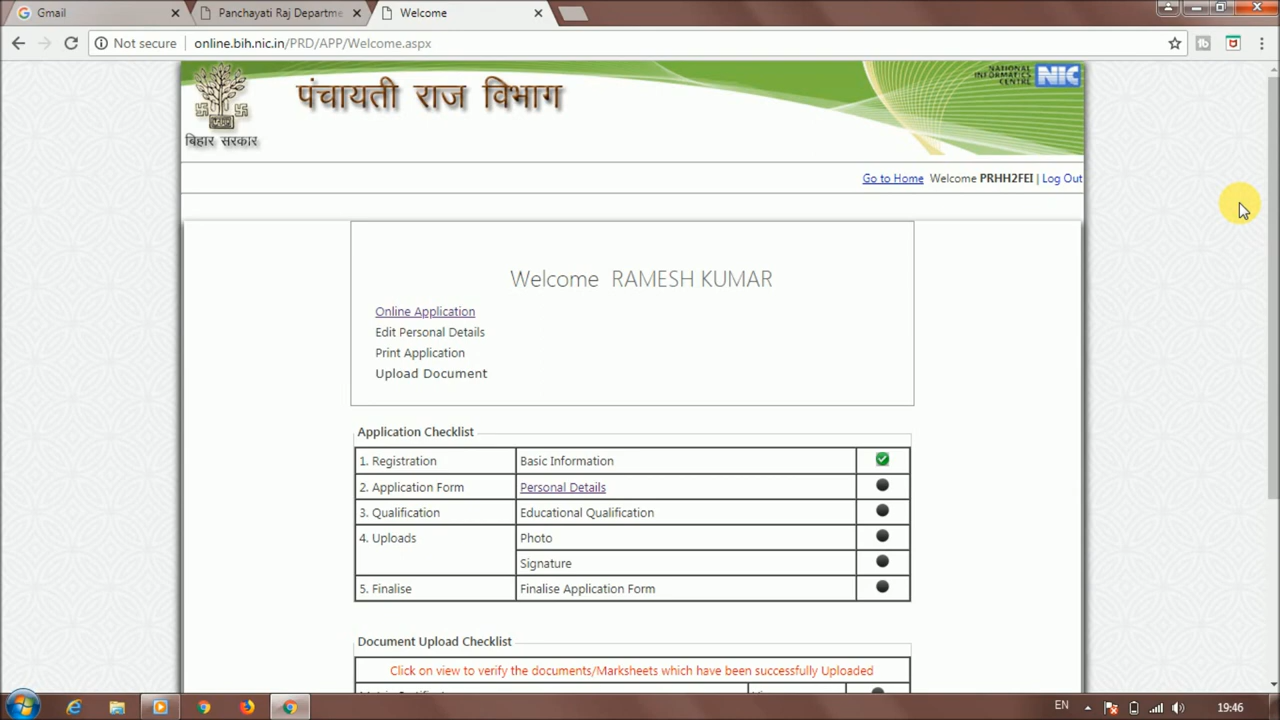 Gmail
Panchayati Raj Departme
Welcome
Not secure
online.bih.nic.in/PRD/APP/Welcome.aspx
पंचायती राज विभाग
बिहार सरकार
NATIONAL
INFORMATICS
CENTRE
NIC
Go to Home Welcome PRHH2FEI | Log Out
Welcome RAMESH KUMAR
Online Application
Edit Personal Details
Print Application
Upload Document
Application Checklist
1. Registration Basic Information
2. Application Form Personal Details
3. Qualification Educational Qualification
4. Uploads Photo
Signature
5. Finalise Finalise Application Form
Document Upload Checklist
Click on view to verify the documents/Marksheets which have been successfully Uploaded
EN 19:46